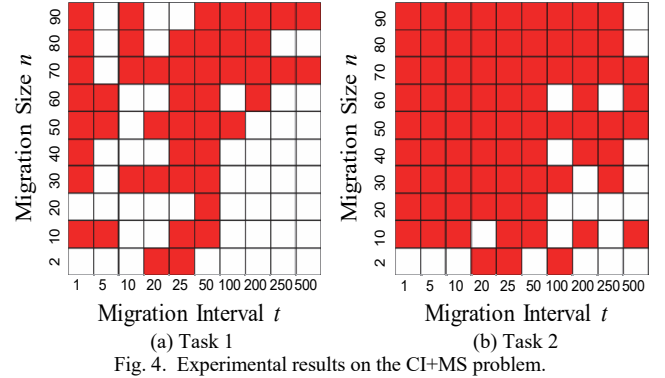 Migration Size n
90
80
70
60
50
40
30
20
10
2
1 5 10 20 25 50 100 200 250 500
Migration Interval t
(a) Task 1
Migration Size n
90
80
70
60
50
40
30
20
10
2
1 5 10 20 25 50 100 200 250 500
Migration Interval t
(b) Task 2
Fig. 4. Experimental results on the CI+MS problem.